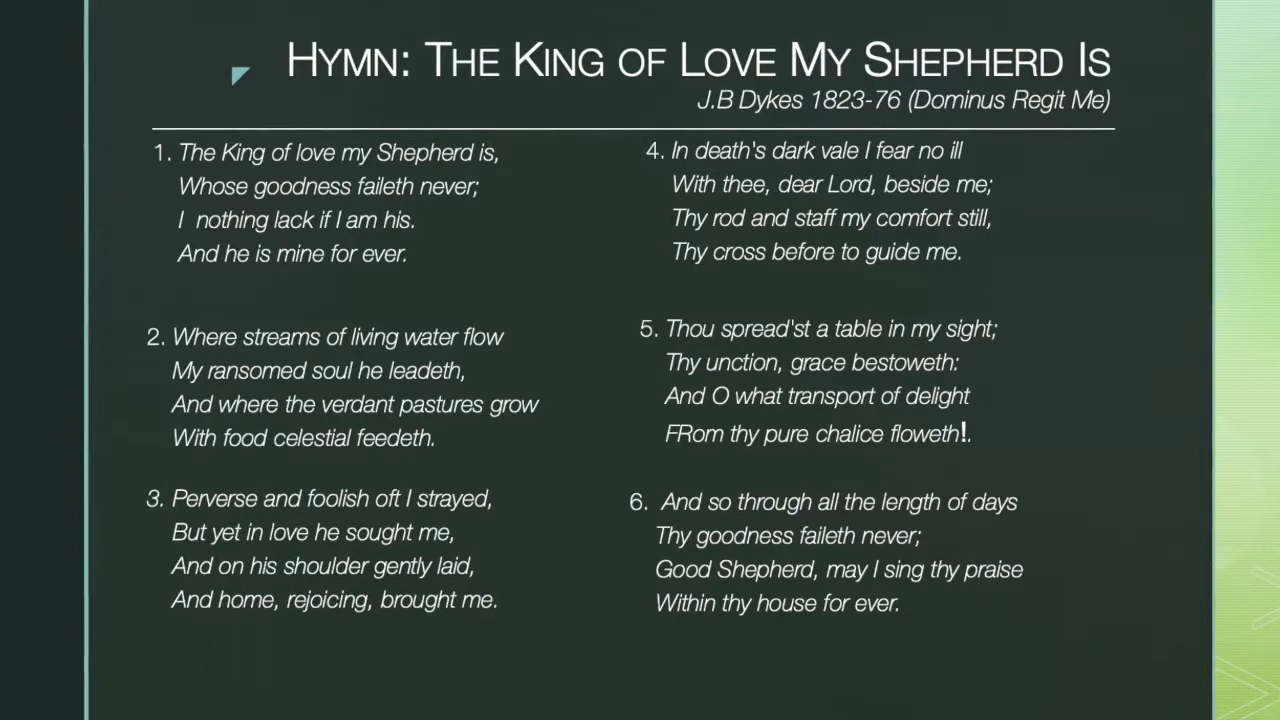 HYMN: THE KING OF LOVE MY SHEPHERD IS
J.B Dykes 1823-76 (Dominus Regit Me)
1. The King of love my Shepherd is,
Whose goodness faileth never;
I nothing lack if I am his.
And he is mine for ever.
2. Where streams of living water flow
My ransomed soul he leadeth,
And where the verdant pastures grow
With food celestial feedeth.
3. Perverse and foolish oft I strayed,
But yet in love he sought me,
And on his shoulder gently laid,
And home, rejoicing, brought me.
4. In death's dark vale I fear no ill
With thee, dear Lord, beside me;
Thy rod and staff my comfort still,
Thy cross before to guide me.
5. Thou spread'st a table in my sight;
Thy unction, grace bestoweth:
And O what transport of delight
FRom thy pure chalice floweth!.
6. And so through all the length of days
Thy goodness faileth never;
Good Shepherd, may I sing thy praise
Within thy house for ever.